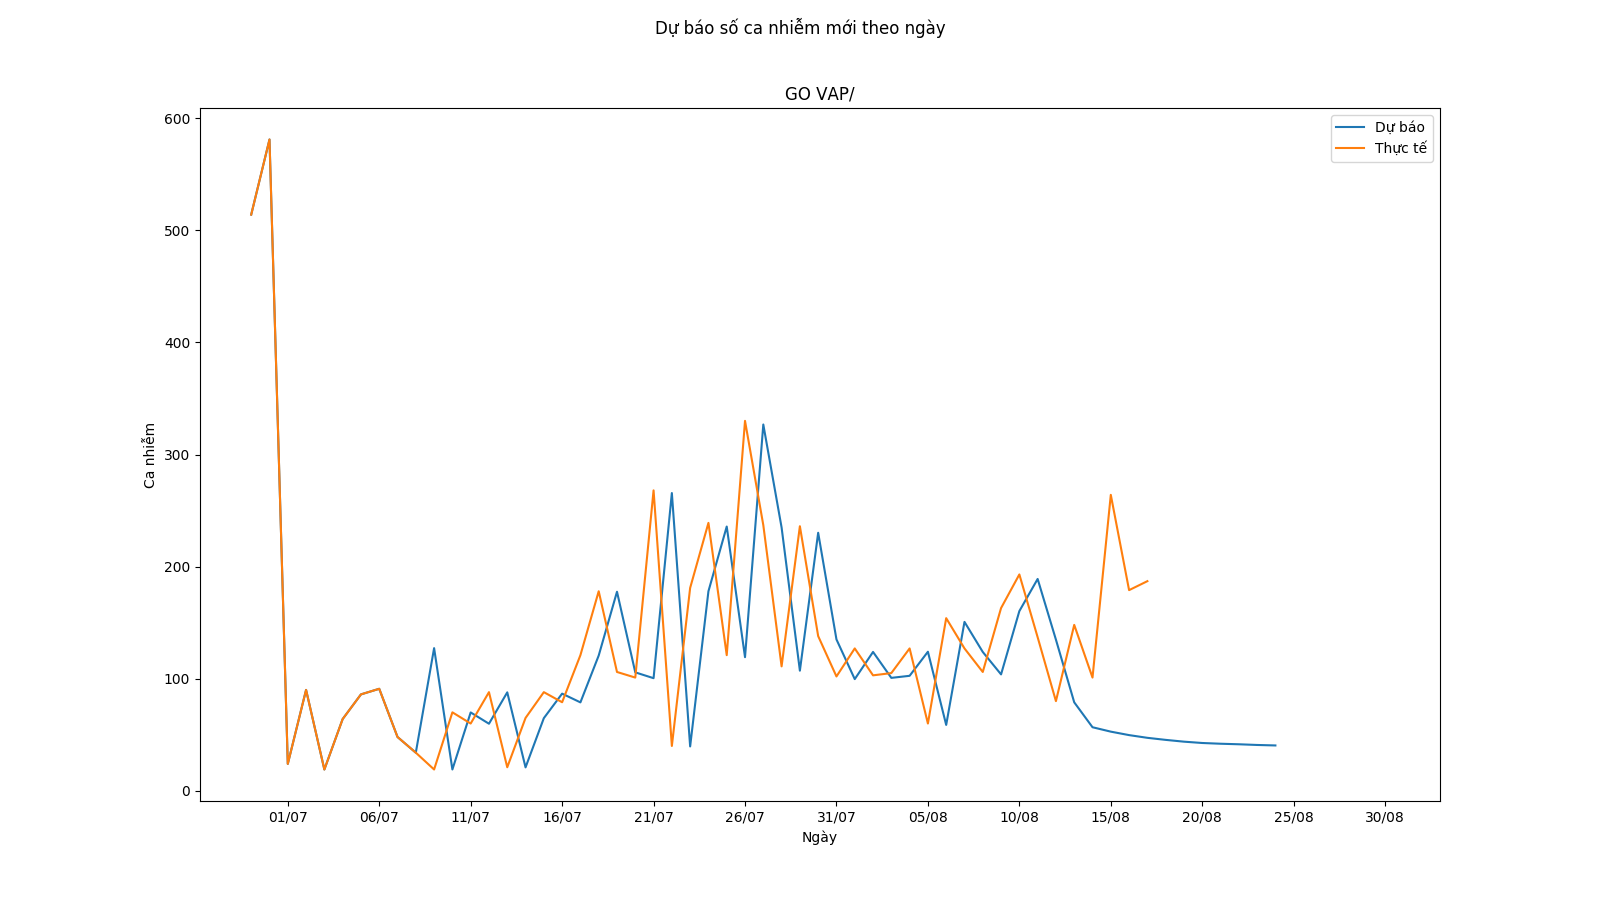 Dự báo số ca nhiễm mới theo ngày
GO VAP/
Dự báo
Thực tế
600
500
400
300
200
100
0
Ca nhiễm
01/07 06/07 11/07 16/07 21/07 26/07 31/07 05/08 10/08 15/08 20/08 25/08 30/08
Ngày